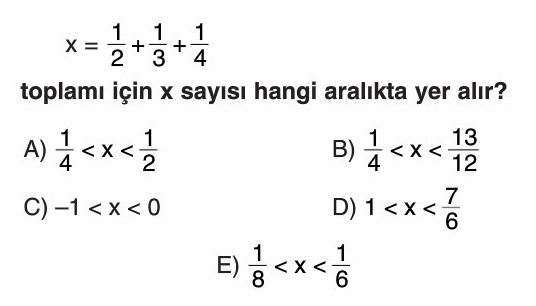 x = 1/2 + 1/3 + 1/4
toplamı için x sayısı hangi aralıkta yer alır?
A) 1/4 < x < 1/2
B) 1/4 < x < 13/12
C) –1 < x < 0
D) 1 < x < 7/6
E) 1/8 < x < 1/6